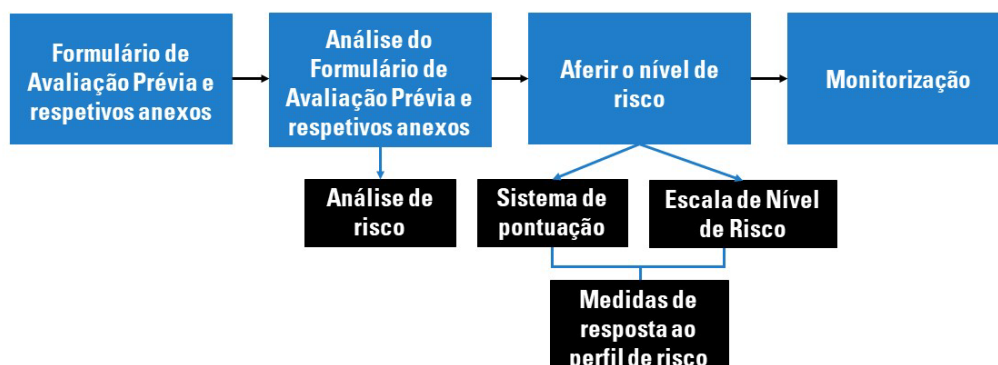 Formulário de
Avaliação Prévia e
respetivos anexos
Análise do
Formulário de
Avaliação Prévia e
respetivos anexos
Aferir o nível de
risco
Monitorização
Análise de
risco
Sistema de
pontuação
Escala de Nível
de Risco
Medidas de
resposta ao
perfil de risco